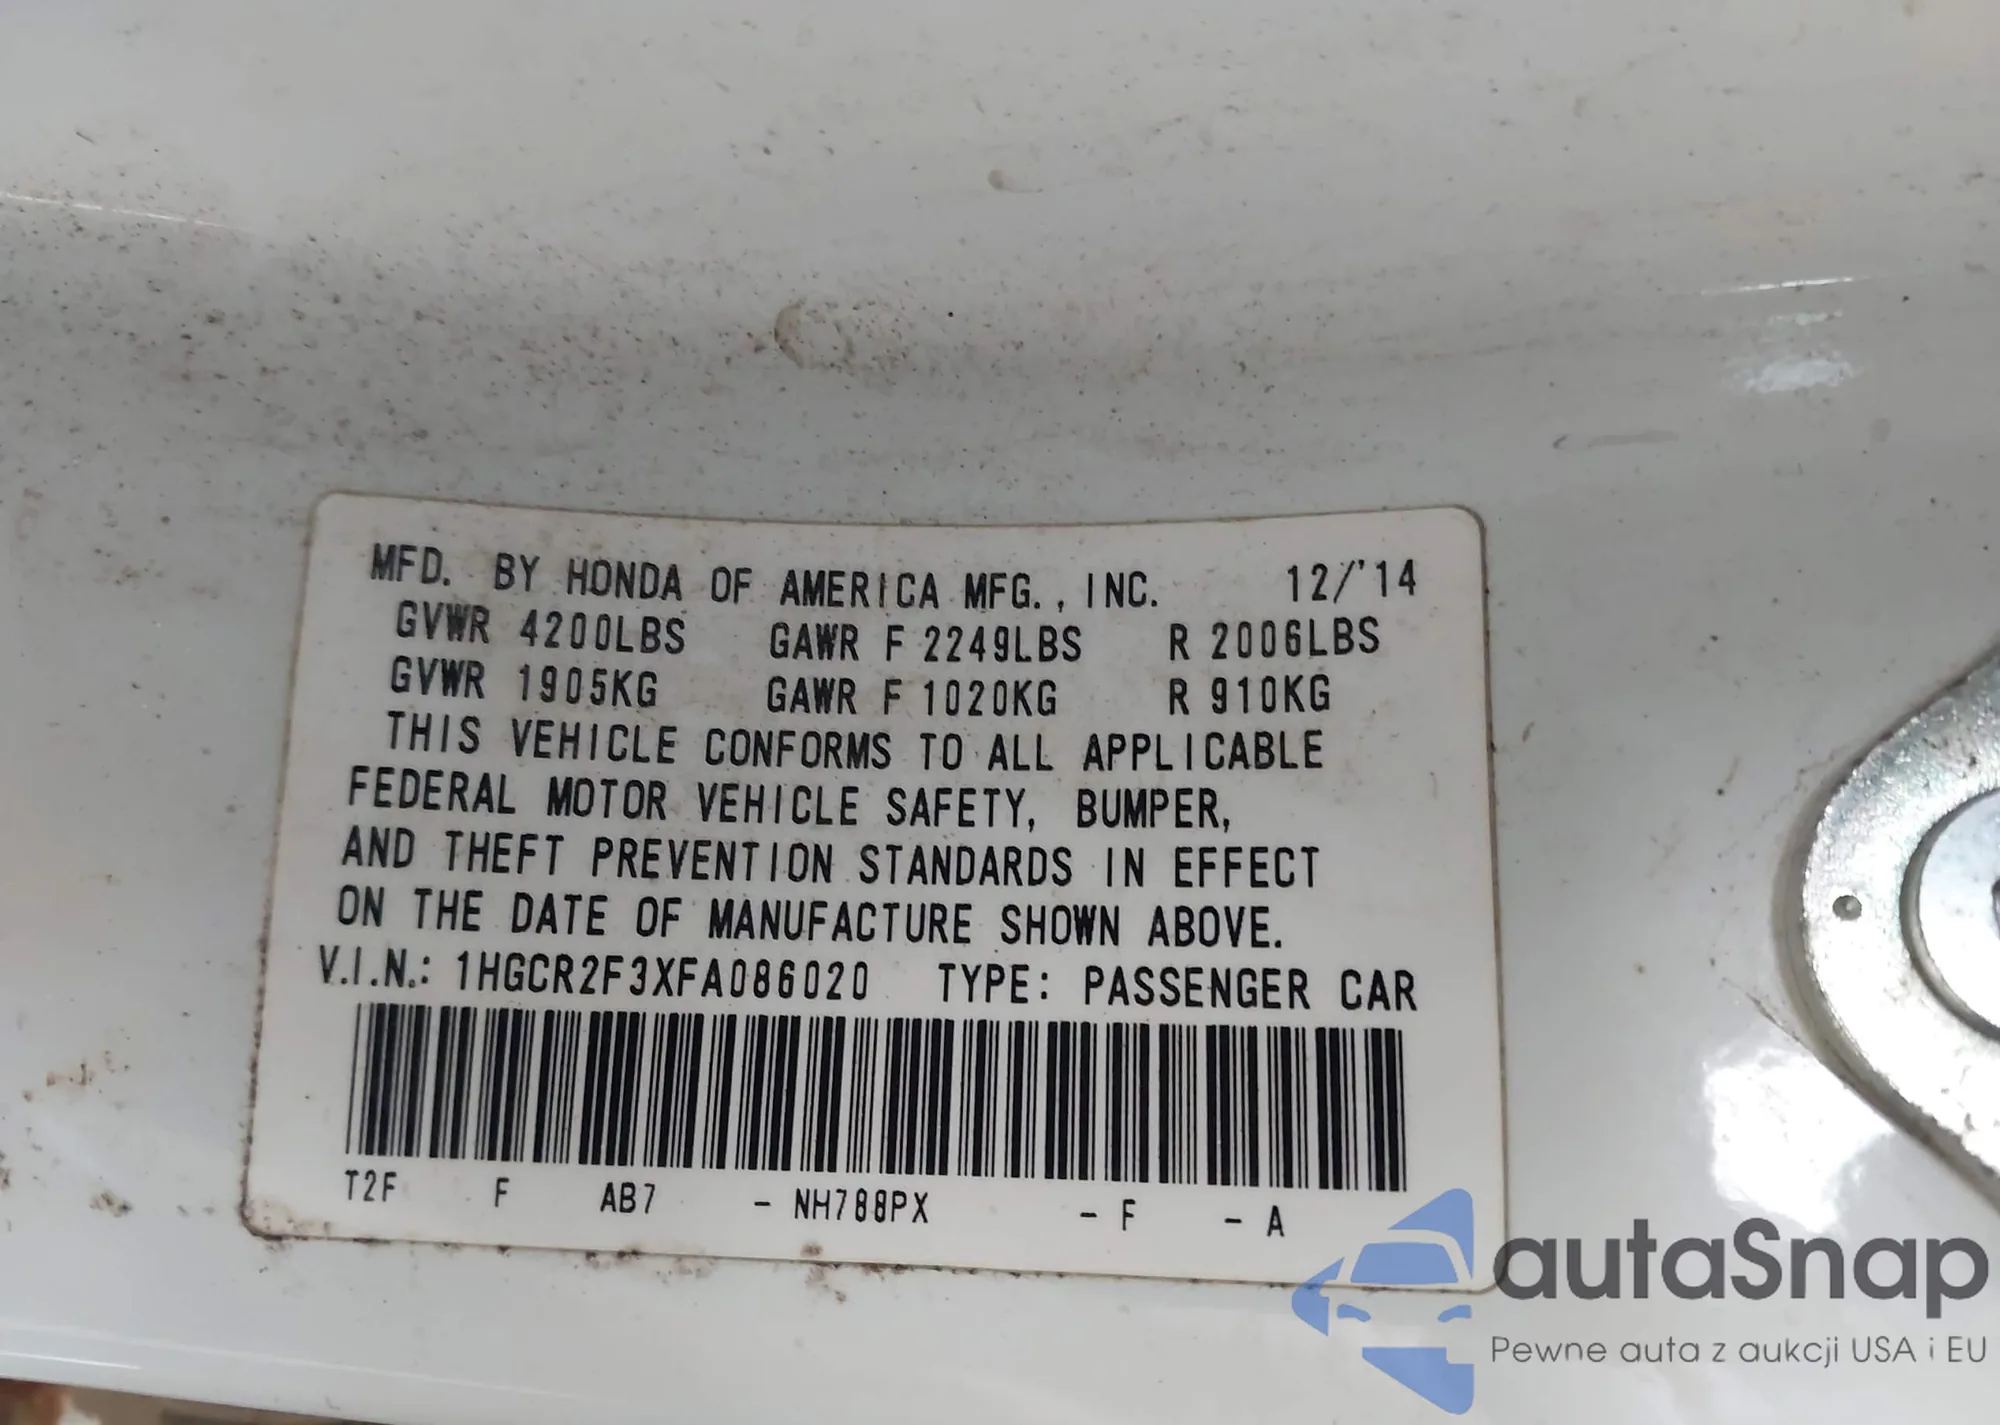 MFD. BY HONDA OF AMERICA MFG., INC. 12/'14
GVWR 4200LBS GAWR F 2249LBS R 2006LBS
GVWR 1905KG GAWR F 1020KG R 910KG
THIS VEHICLE CONFORMS TO ALL APPLICABLE
FEDERAL MOTOR VEHICLE SAFETY, BUMPER,
AND THEFT PREVENTION STANDARDS IN EFFECT
ON THE DATE OF MANUFACTURE SHOWN ABOVE.
V.I.N.: 1HGCR2F3XFA086020 TYPE: PASSENGER CAR
T2F F AB7 - NH788PX - F - A
autaSnap
Pewne auta z aukcji USA i EU